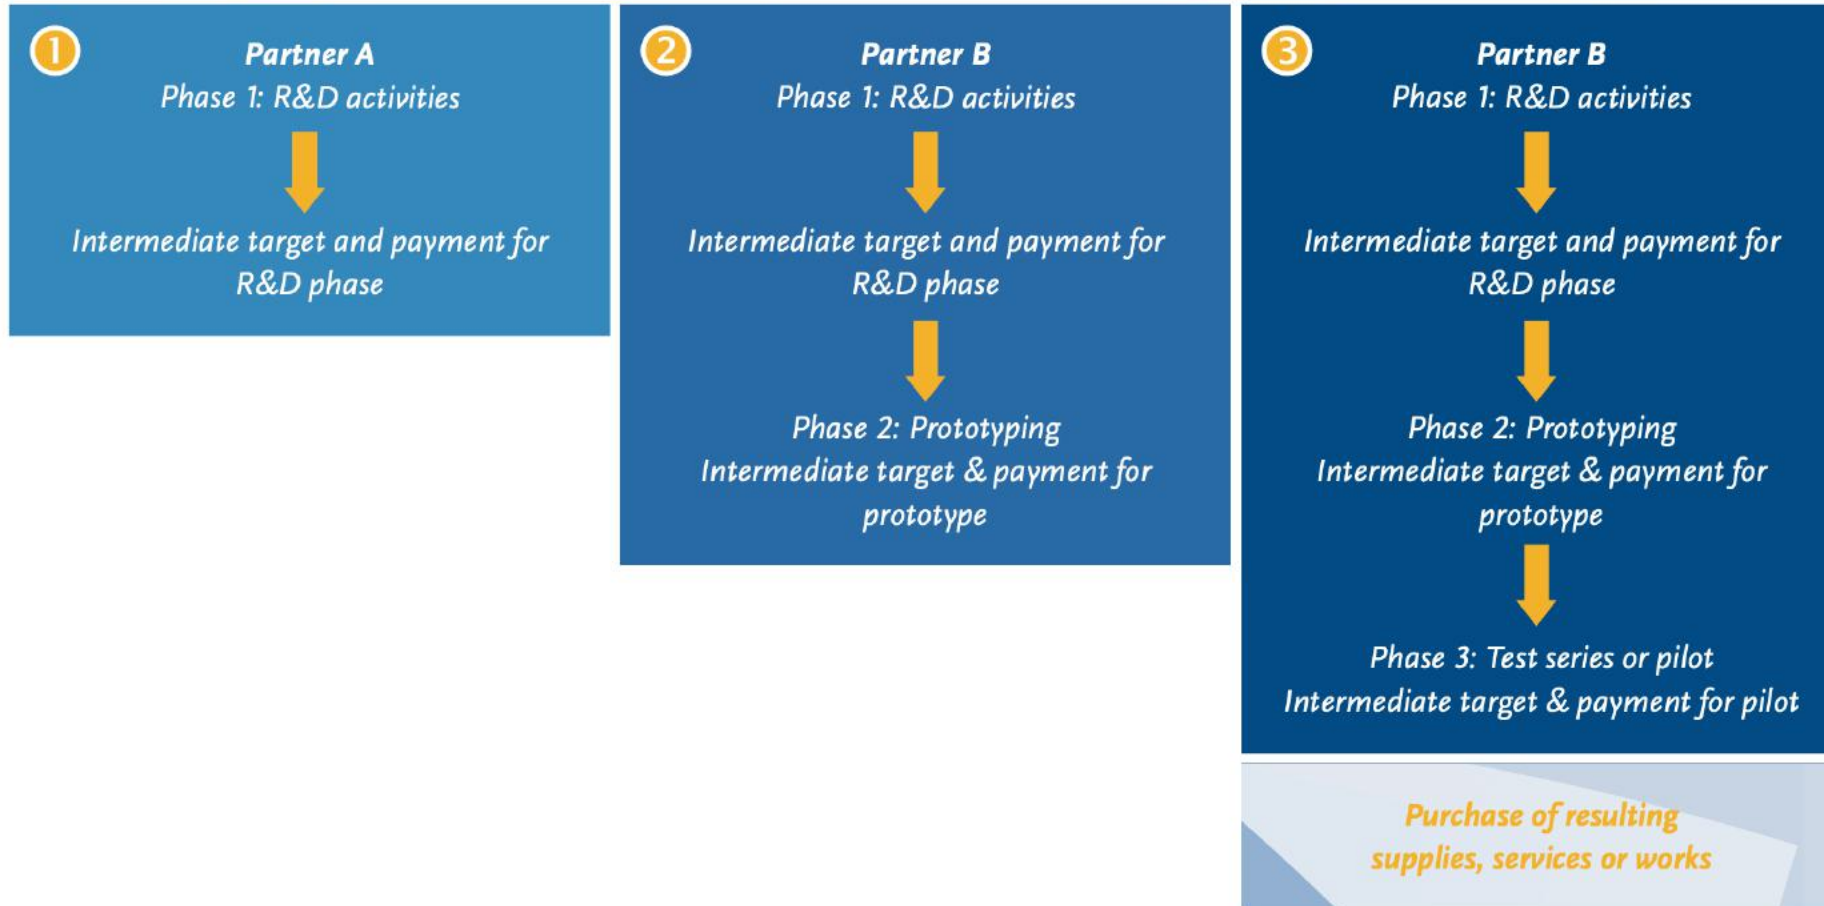 1
Partner A
Phase 1: R&D activities
Intermediate target and payment for
R&D phase
2
Partner B
Phase 1: R&D activities
Intermediate target and payment for
R&D phase
Phase 2: Prototyping
Intermediate target & payment for
prototype
3
Partner B
Phase 1: R&D activities
Intermediate target and payment for
R&D phase
Phase 2: Prototyping
Intermediate target & payment for
prototype
Phase 3: Test series or pilot
Intermediate target & payment for pilot
Purchase of resulting
supplies, services or works